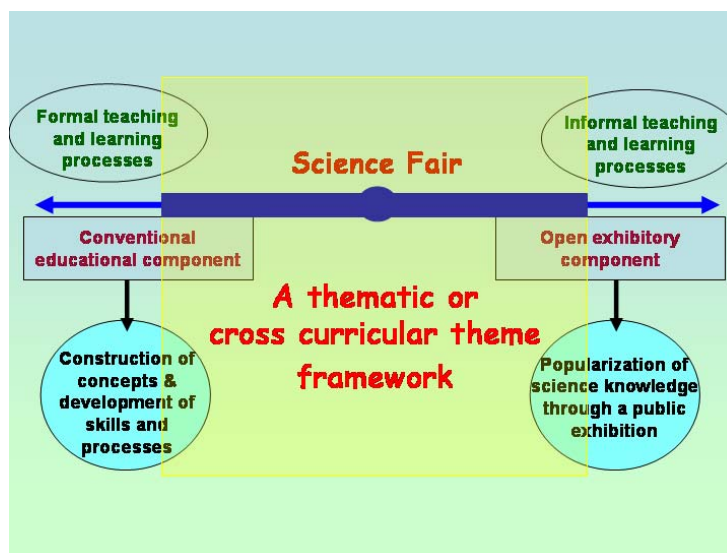 Formal teaching
and learning
processes
Informal teaching
and learning
processes
Science Fair
Conventional
educational component
Open exhibitory
component
A thematic or
cross curricular theme
framework
Construction of
concepts &
development of
skills and
processes
Popularization of
science knowledge
through a public
exhibition